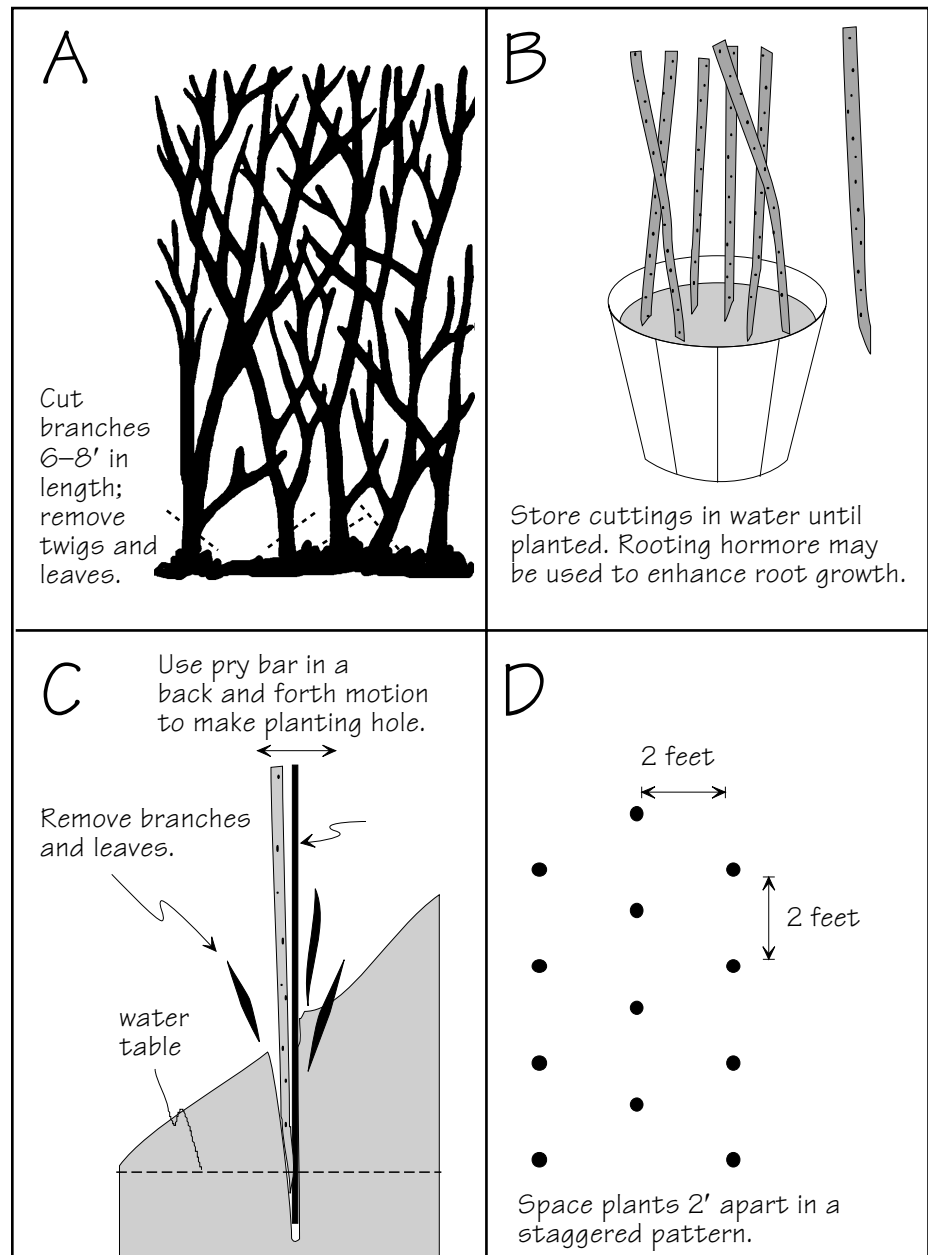 A
Cut
branches
6–8′ in
length;
remove
twigs and
leaves.
B
Store cuttings in water until
planted. Rooting hormore may
be used to enhance root growth.
C
Use pry bar in a
back and forth motion
to make planting hole.
Remove branches
and leaves.
water
table
D
2 feet
2 feet
Space plants 2′ apart in a
staggered pattern.